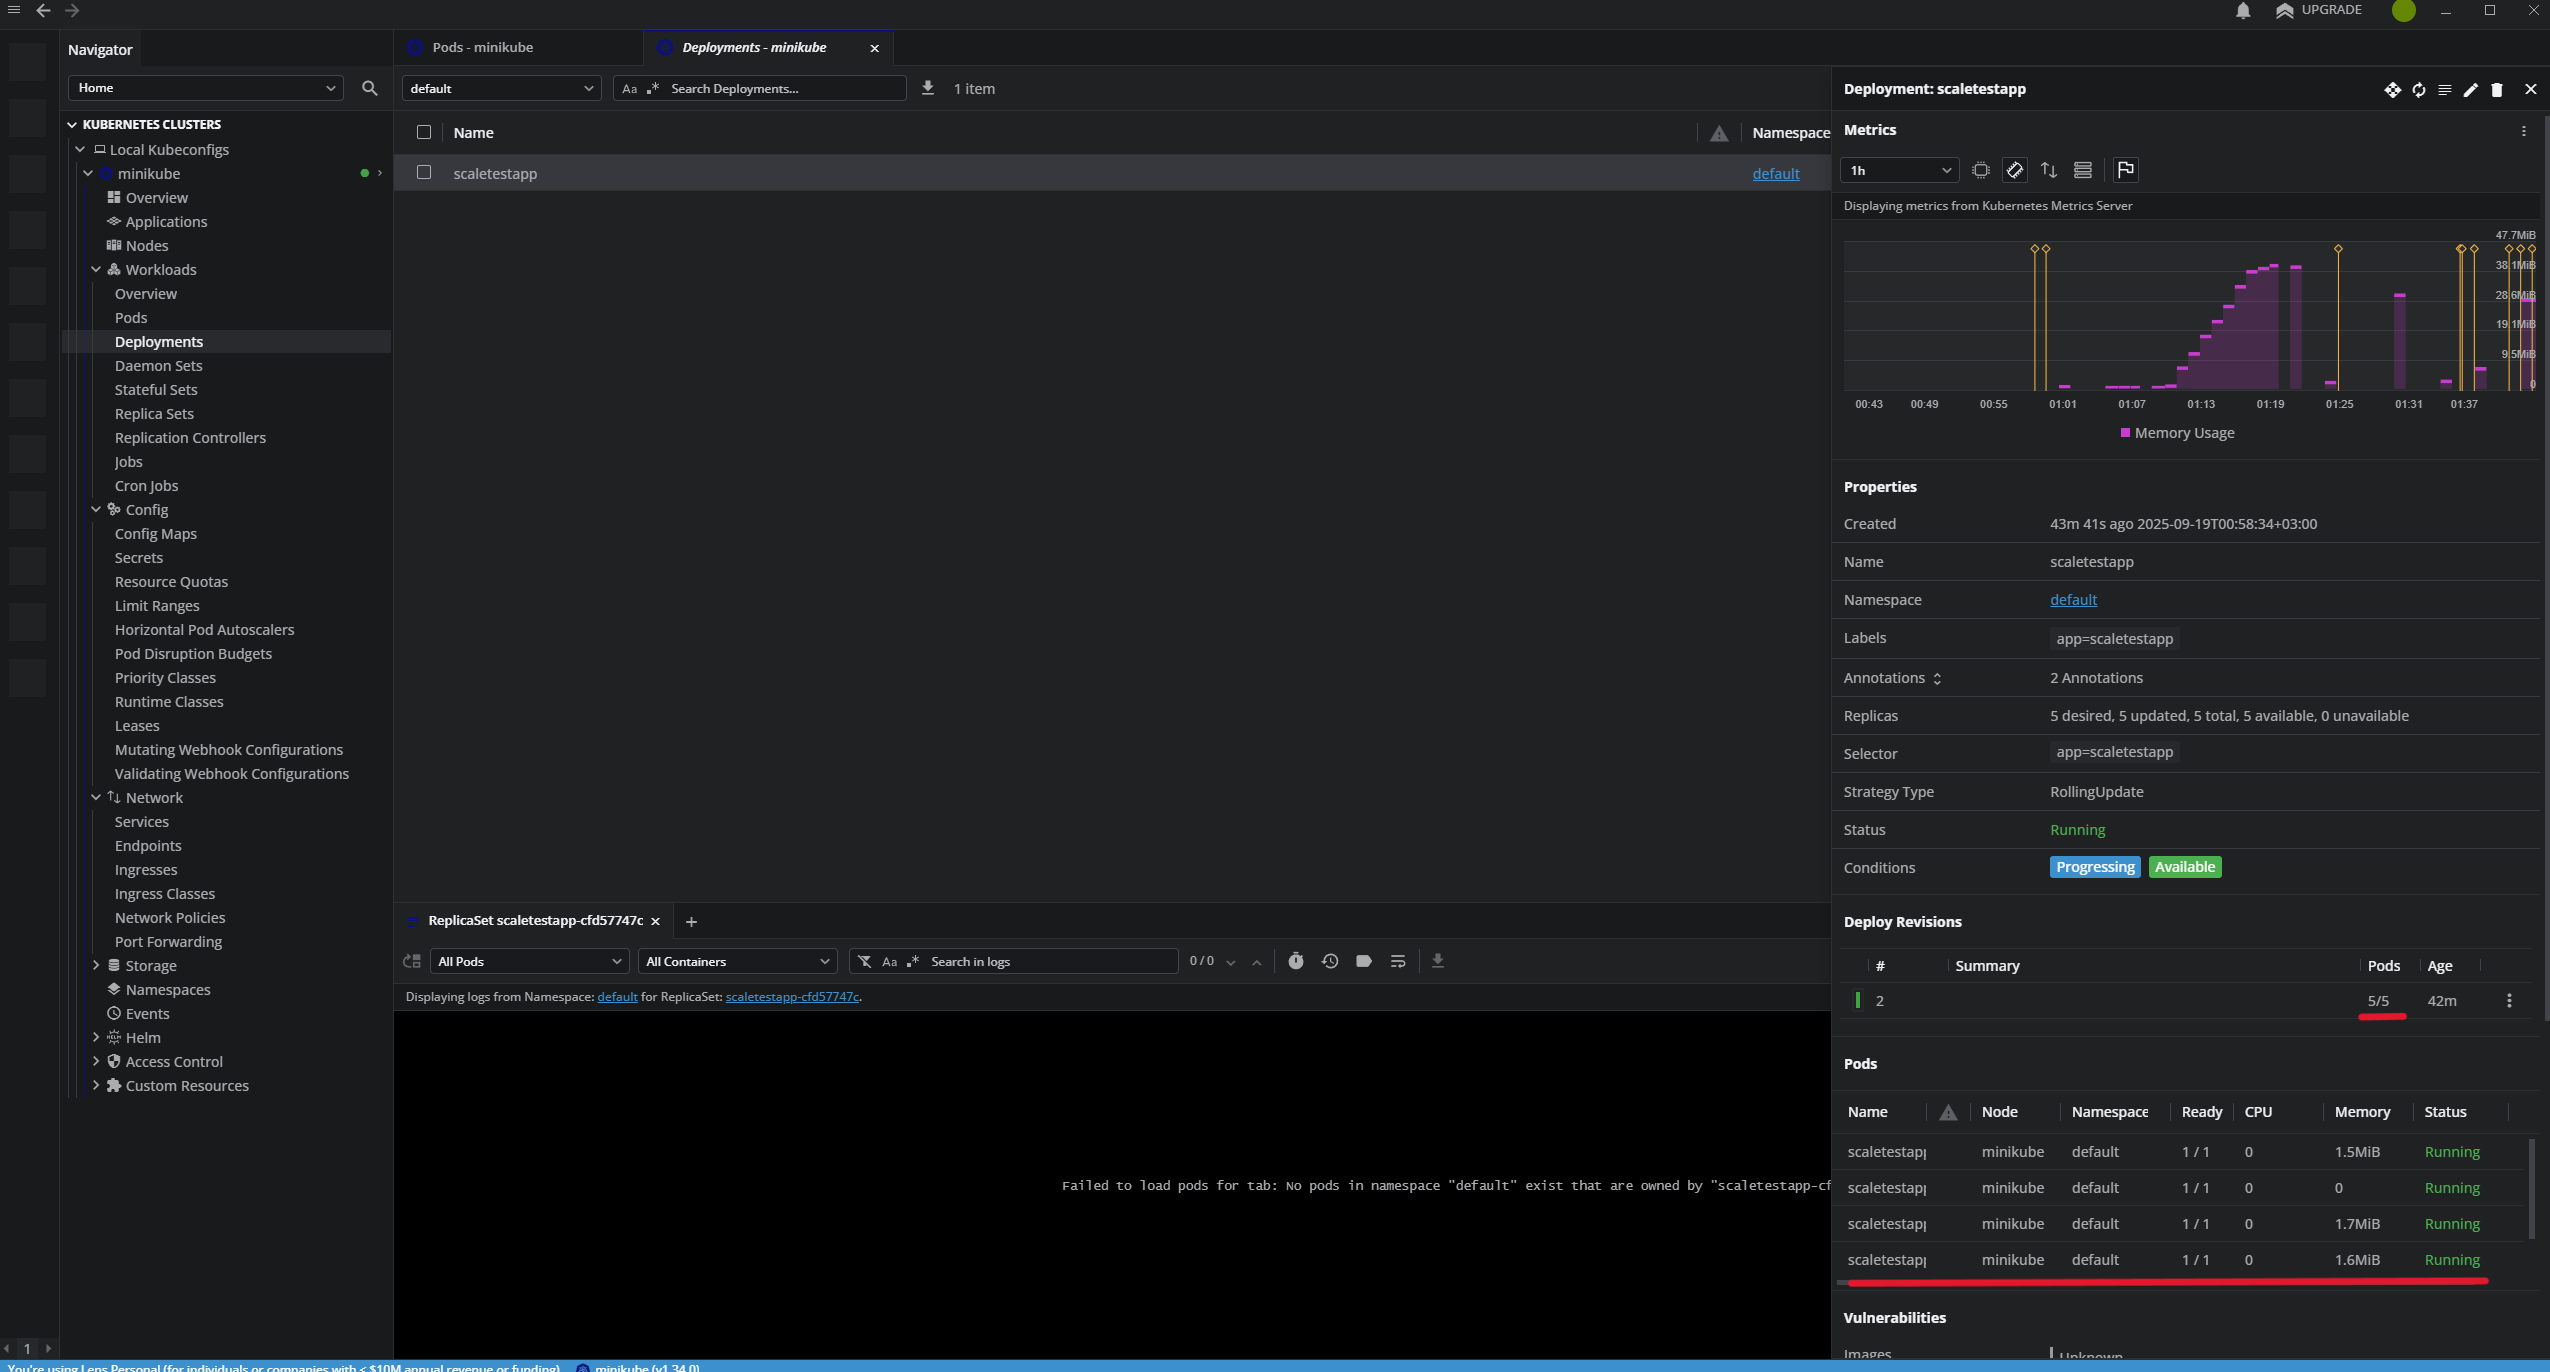 UPGRADE
Navigator
Home
KUBERNETES CLUSTERS
Local Kubeconfigs
minikube
Overview
Applications
Nodes
Workloads
Overview
Pods
Deployments
Daemon Sets
Stateful Sets
Replica Sets
Replication Controllers
Jobs
Cron Jobs
Config
Config Maps
Secrets
Resource Quotas
Limit Ranges
Horizontal Pod Autoscalers
Pod Disruption Budgets
Priority Classes
Runtime Classes
Leases
Mutating Webhook Configurations
Validating Webhook Configurations
Network
Services
Endpoints
Ingresses
Ingress Classes
Network Policies
Port Forwarding
Storage
Namespaces
Events
Helm
Access Control
Custom Resources
1
Pods - minikube
Deployments - minikube
default
Aa .* Search Deployments...
1 item
Name Namespace
scaletestapp default
ReplicaSet scaletestapp-cfd57747c
All Pods
All Containers
Aa .* Search in logs
0 / 0
Displaying logs from Namespace: default for ReplicaSet: scaletestapp-cfd57747c.
Failed to load pods for tab: No pods in namespace "default" exist that are owned by "scaletestapp-cf
Deployment: scaletestapp
Metrics
1h
Displaying metrics from Kubernetes Metrics Server
47.7MiB
38.1MiB
28.6MiB
19.1MiB
9.5MiB
0
00:43 00:49 00:55 01:01 01:07 01:13 01:19 01:25 01:31 01:37
Memory Usage
Properties
Created 43m 41s ago 2025-09-19T00:58:34+03:00
Name scaletestapp
Namespace default
Labels app=scaletestapp
Annotations 2 Annotations
Replicas 5 desired, 5 updated, 5 total, 5 available, 0 unavailable
Selector app=scaletestapp
Strategy Type RollingUpdate
Status Running
Conditions Progressing Available
Deploy Revisions
# Summary Pods Age
2 5/5 42m
Pods
Name Node Namespace Ready CPU Memory Status
scaletestapp minikube default 1 / 1 0 1.5MiB Running
scaletestapp minikube default 1 / 1 0 0 Running
scaletestapp minikube default 1 / 1 0 1.7MiB Running
scaletestapp minikube default 1 / 1 0 1.6MiB Running
Vulnerabilities
Images Unknown
You're using Lens Personal (for individuals or companies with < $10M annual revenue or funding) minikube (v1.34.0)